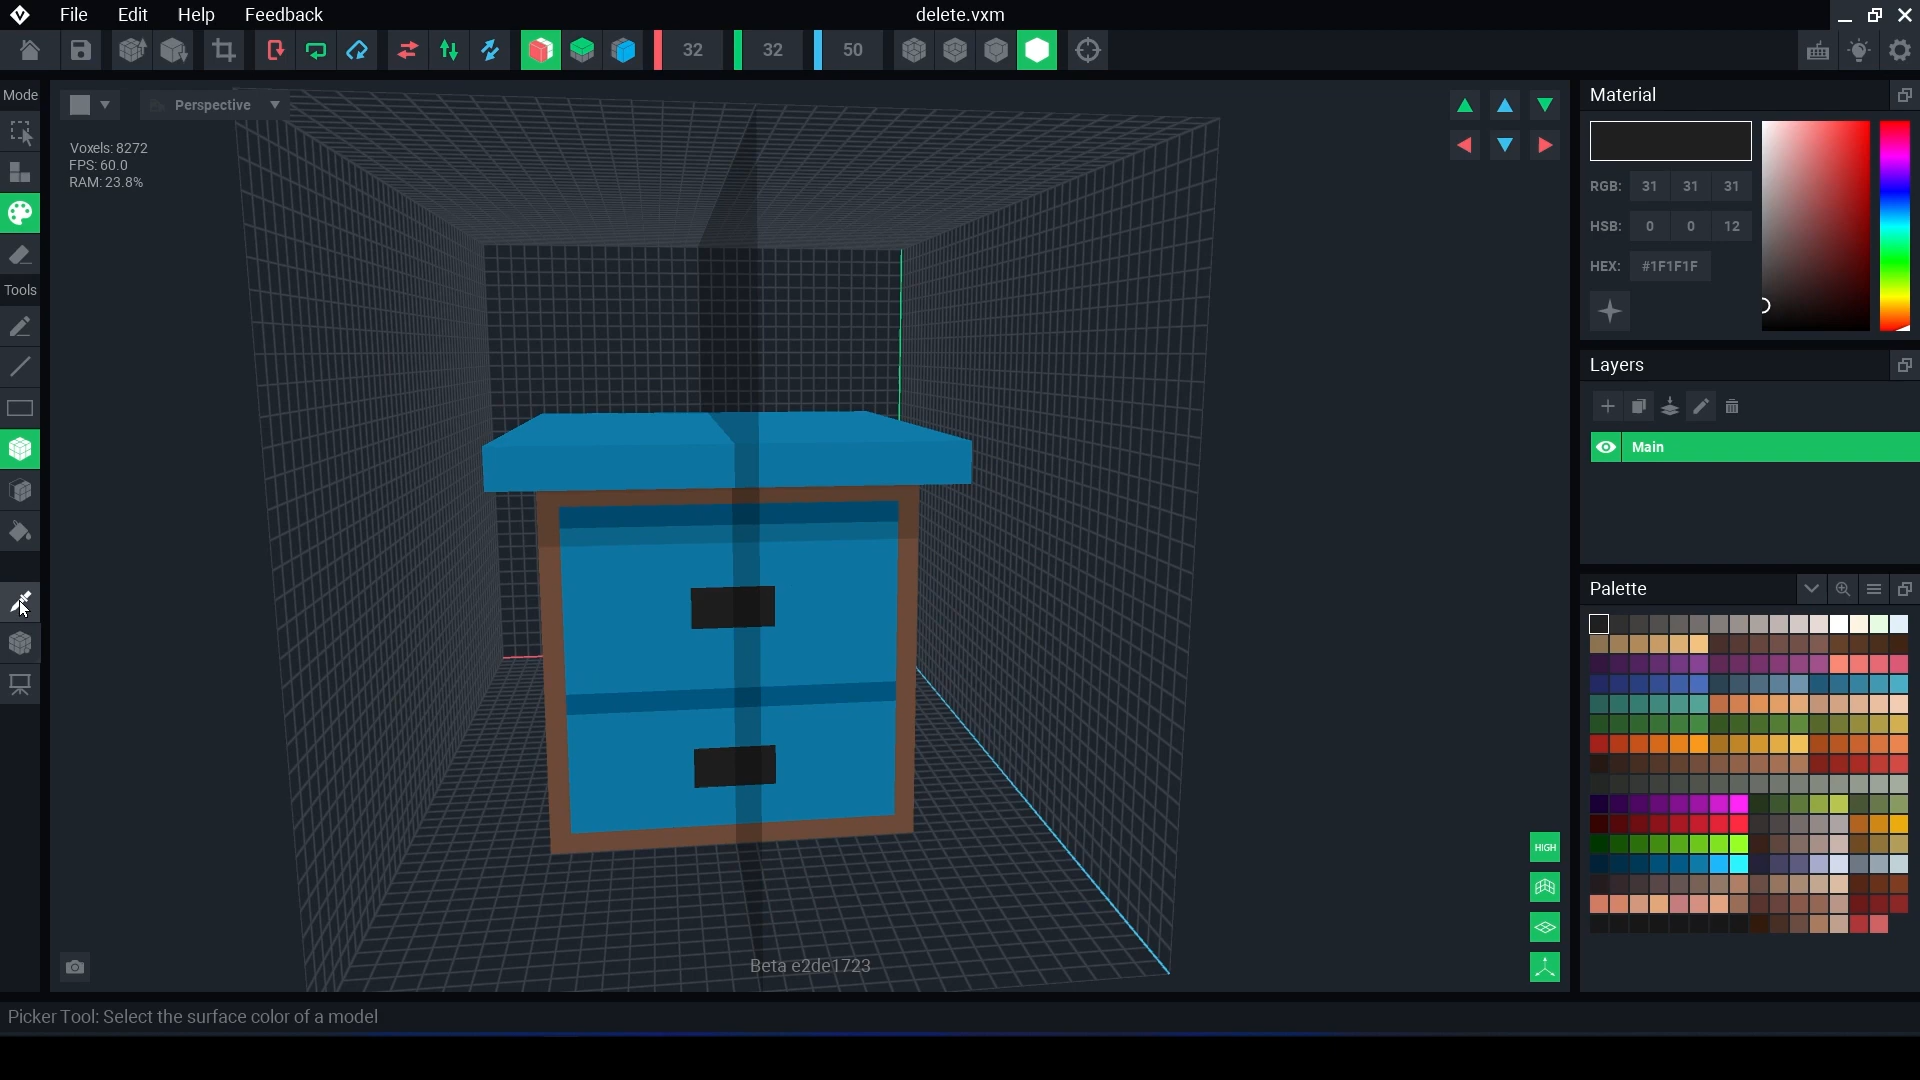 File Edit Help Feedback delete.vxm
32 32 50
Mode
Perspective
Voxels: 8272
FPS: 60.0
RAM: 23.8%
Material
RGB: 31 31 31
HSB: 0 0 12
HEX: #1F1F1F
Tools
Layers
Main
Palette
HIGH
Beta e2de1723
Picker Tool: Select the surface color of a model